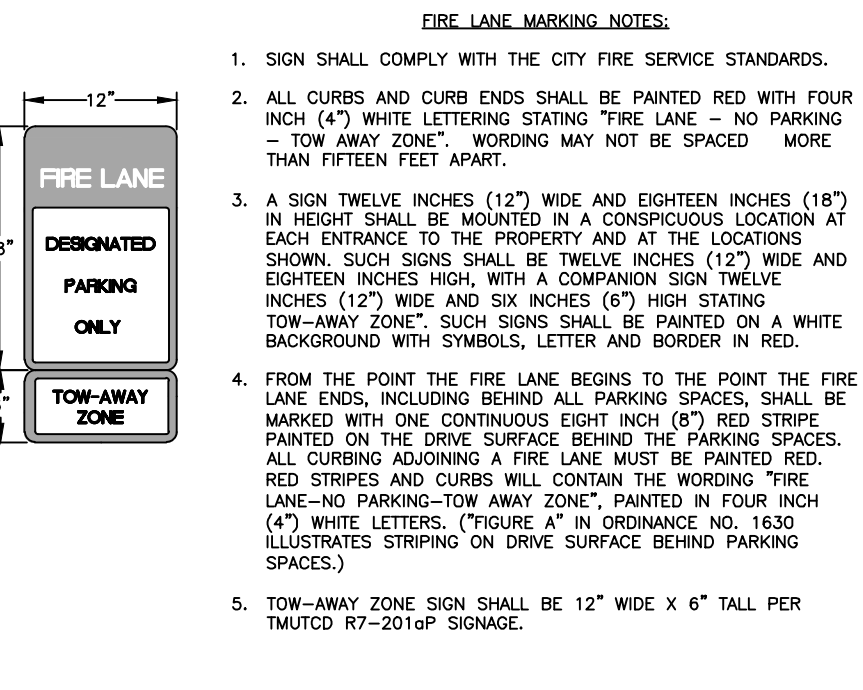 FIRE LANE MARKING NOTES:
1. SIGN SHALL COMPLY WITH THE CITY FIRE SERVICE STANDARDS.
2. ALL CURBS AND CURB ENDS SHALL BE PAINTED RED WITH FOUR
INCH (4") WHITE LETTERING STATING "FIRE LANE – NO PARKING
– TOW AWAY ZONE". WORDING MAY NOT BE SPACED MORE
THAN FIFTEEN FEET APART.
3. A SIGN TWELVE INCHES (12") WIDE AND EIGHTEEN INCHES (18")
IN HEIGHT SHALL BE MOUNTED IN A CONSPICUOUS LOCATION AT
EACH ENTRANCE TO THE PROPERTY AND AT THE LOCATIONS
SHOWN. SUCH SIGNS SHALL BE TWELVE INCHES (12") WIDE AND
EIGHTEEN INCHES HIGH, WITH A COMPANION SIGN TWELVE
INCHES (12") WIDE AND SIX INCHES (6") HIGH STATING
TOW–AWAY ZONE". SUCH SIGNS SHALL BE PAINTED ON A WHITE
BACKGROUND WITH SYMBOLS, LETTER AND BORDER IN RED.
4. FROM THE POINT THE FIRE LANE BEGINS TO THE POINT THE FIRE
LANE ENDS, INCLUDING BEHIND ALL PARKING SPACES, SHALL BE
MARKED WITH ONE CONTINUOUS EIGHT INCH (8") RED STRIPE
PAINTED ON THE DRIVE SURFACE BEHIND THE PARKING SPACES.
ALL CURBING ADJOINING A FIRE LANE MUST BE PAINTED RED.
RED STRIPES AND CURBS WILL CONTAIN THE WORDING "FIRE
LANE–NO PARKING–TOW AWAY ZONE", PAINTED IN FOUR INCH
(4") WHITE LETTERS. ("FIGURE A" IN ORDINANCE NO. 1630
ILLUSTRATES STRIPING ON DRIVE SURFACE BEHIND PARKING
SPACES.)
5. TOW–AWAY ZONE SIGN SHALL BE 12" WIDE X 6" TALL PER
TMUTCD R7–201aP SIGNAGE.
12"
FIRE LANE
DESIGNATED
PARKING
ONLY
TOW-AWAY
ZONE